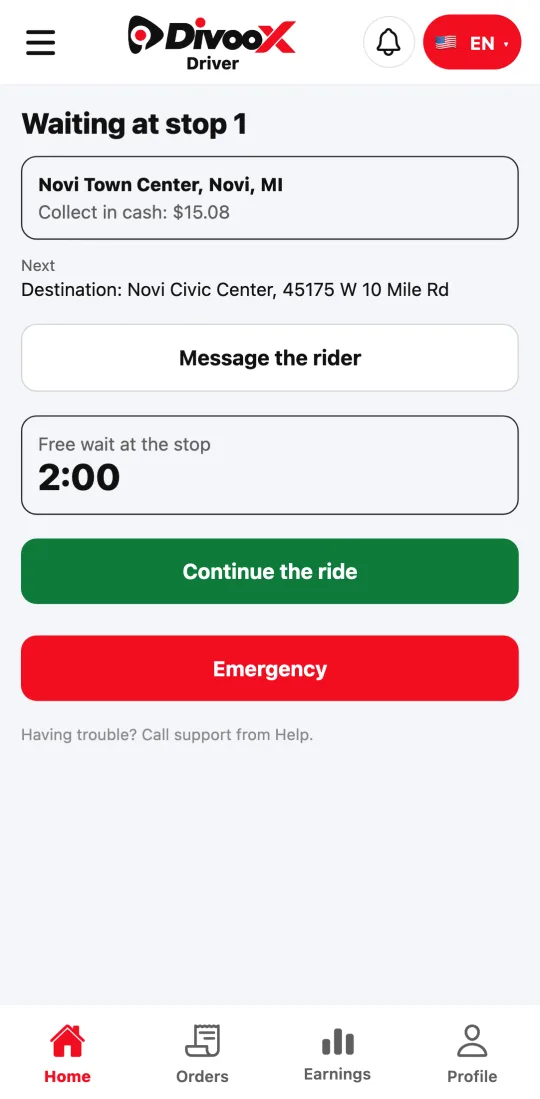 DivooX
Driver
EN
Waiting at stop 1
Novi Town Center, Novi, MI
Collect in cash: $15.08
Next
Destination: Novi Civic Center, 45175 W 10 Mile Rd
Message the rider
Free wait at the stop
2:00
Continue the ride
Emergency
Having trouble? Call support from Help.
Home
Orders
Earnings
Profile